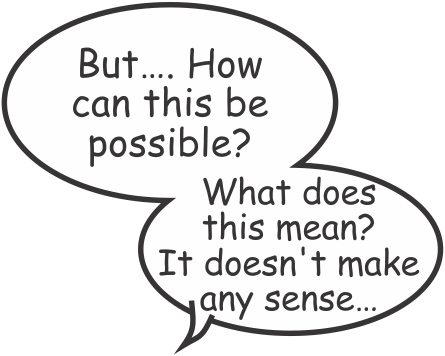 But.... How
can this be
possible?
What does
this mean?
It doesn't make
any sense...